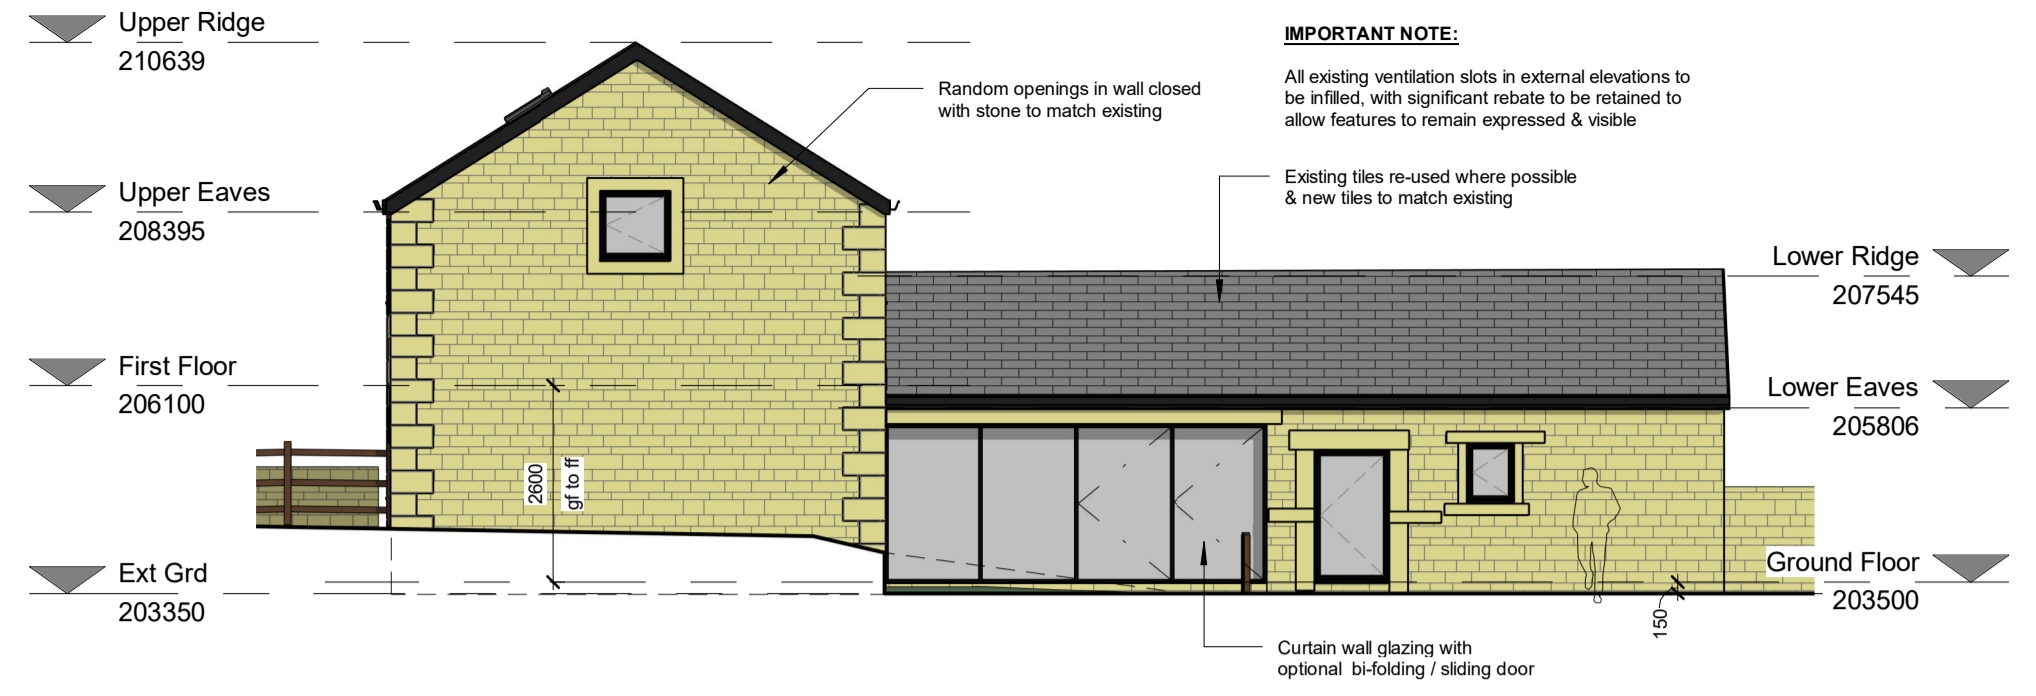 Upper Ridge
210639
Upper Eaves
208395
First Floor
206100
Ext Grd
203350
2600
gf to ff
Random openings in wall closed
with stone to match existing
IMPORTANT NOTE:
All existing ventilation slots in external elevations to
be infilled, with significant rebate to be retained to
allow features to remain expressed & visible
Existing tiles re-used where possible
& new tiles to match existing
Lower Ridge
207545
Lower Eaves
205806
Ground Floor
203500
150
Curtain wall glazing with
optional bi-folding / sliding door